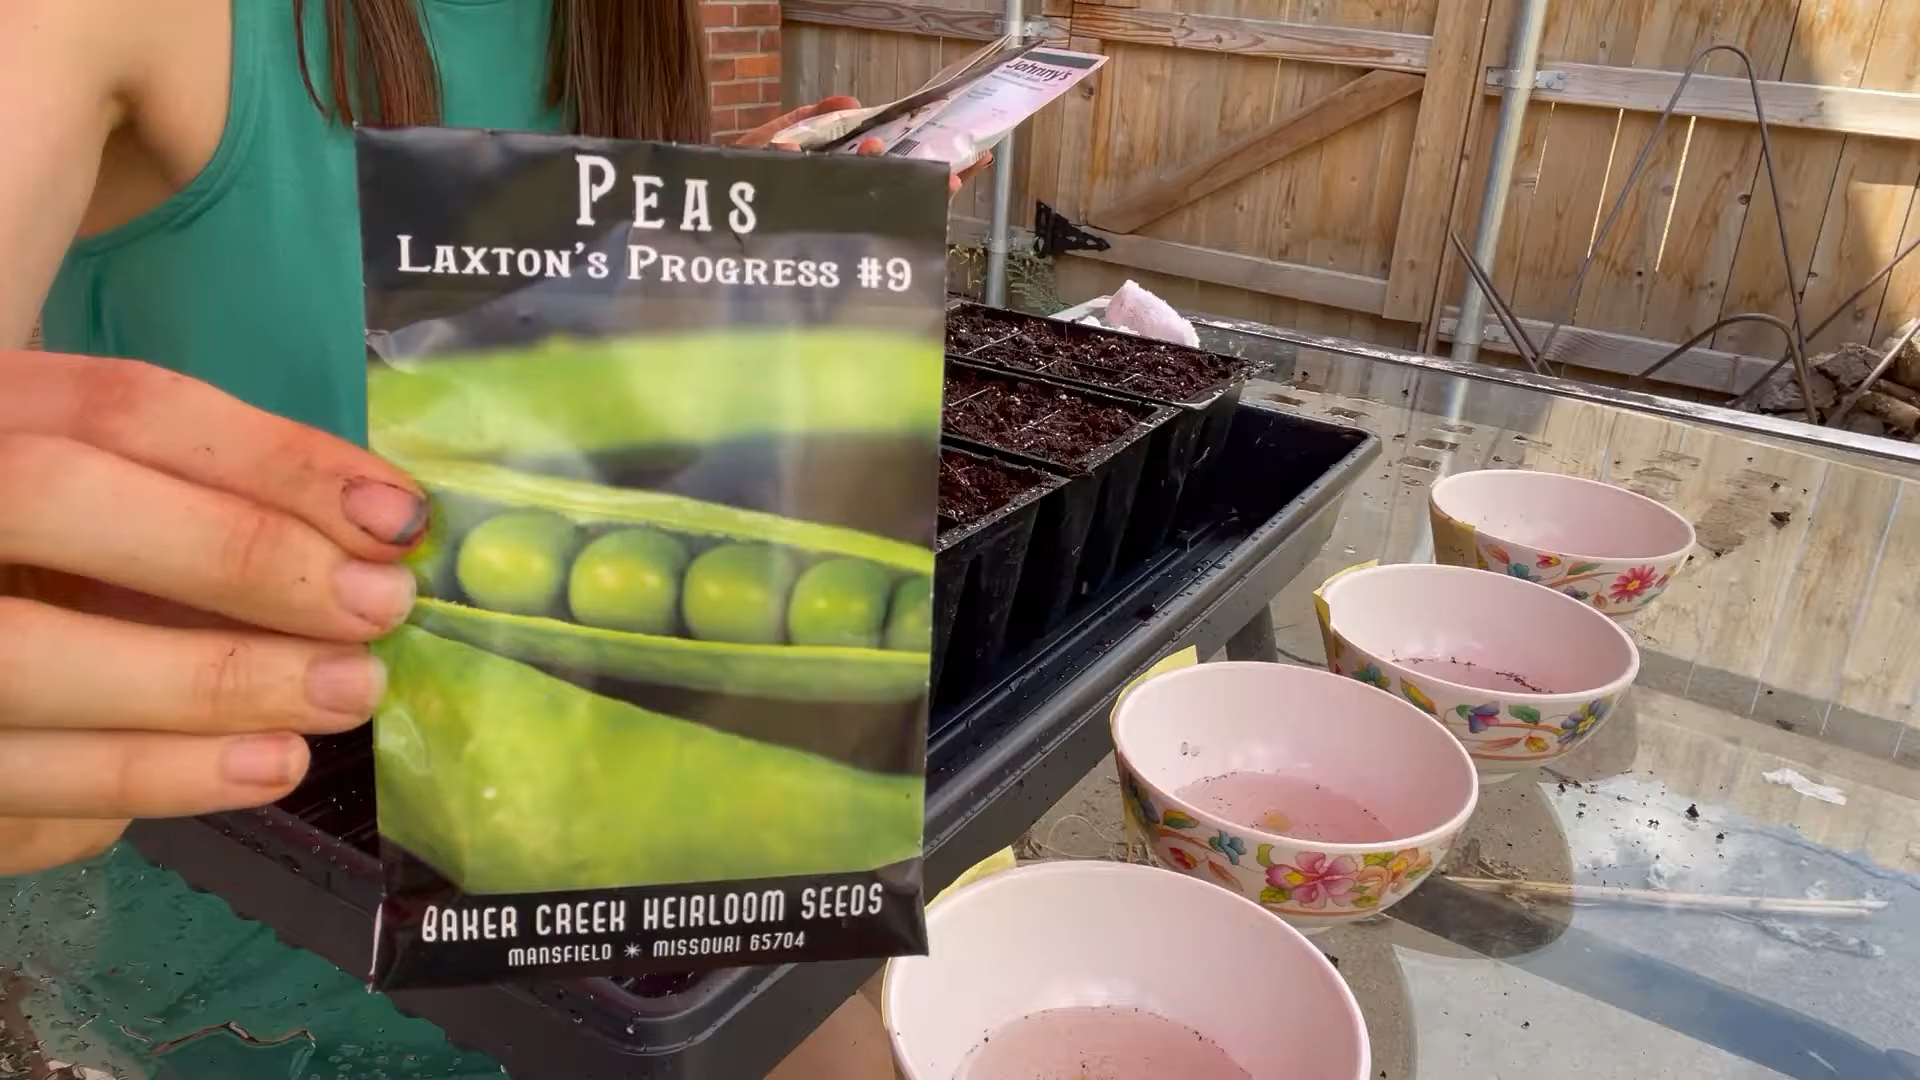 Johnny's
PEAS
LAXTON'S PROGRESS #9
BAKER CREEK HEIRLOOM SEEDS
MANSFIELD * MISSOURI 65704